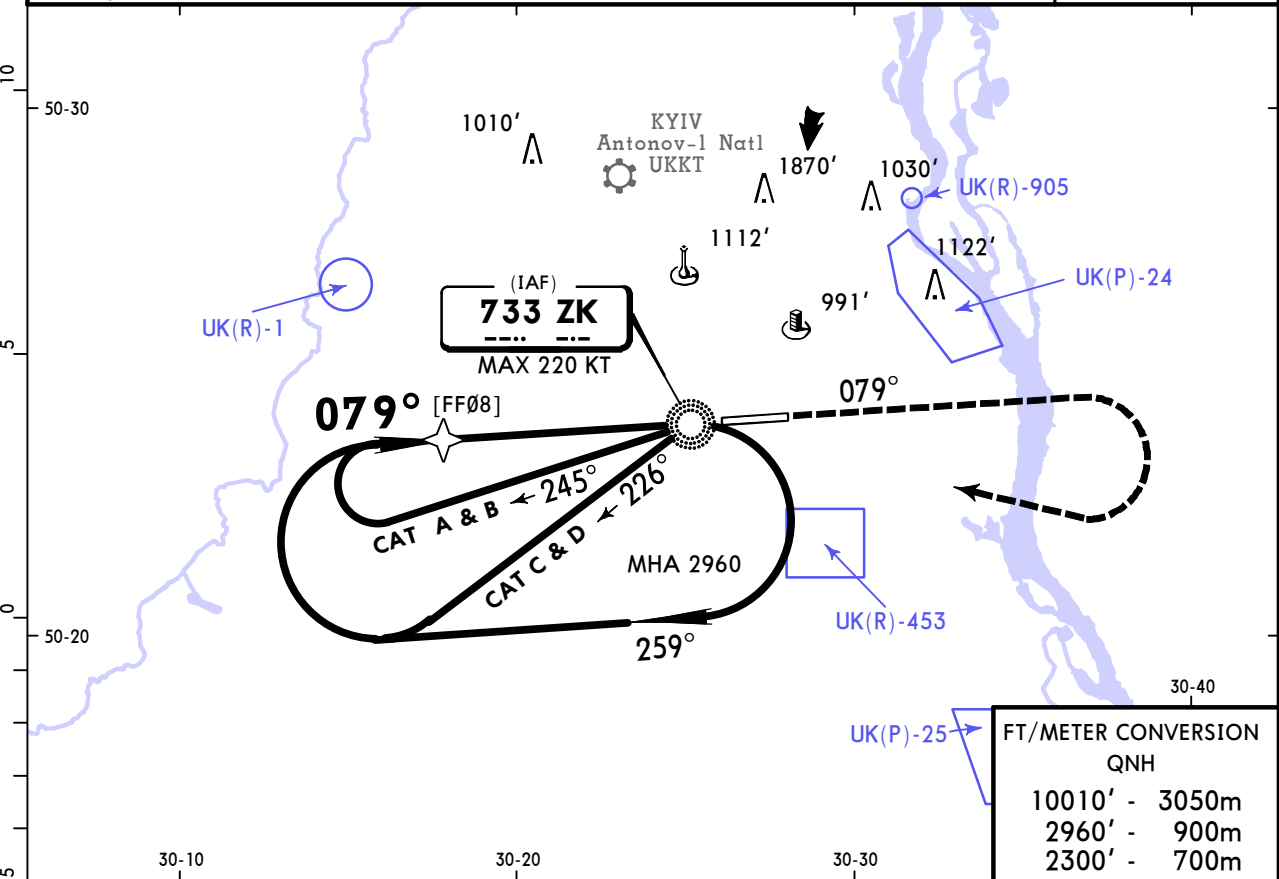 10
50-30
1010'
KYIV
Antonov-1 Natl
UKKT
1870'
1030'
UK(R)-905
1112'
1122'
UK(P)-24
(IAF)
733 ZK
MAX 220 KT
991'
UK(R)-1
5
079° [FFØ8]
079°
245°
226°
CAT A & B
CAT C & D
MHA 2960
UK(R)-453
0
50-20
259°
30-40
UK(P)-25
FT/METER CONVERSION
QNH
10010' - 3050m
2960' - 900m
2300' - 700m
30-10
30-20
30-30
5